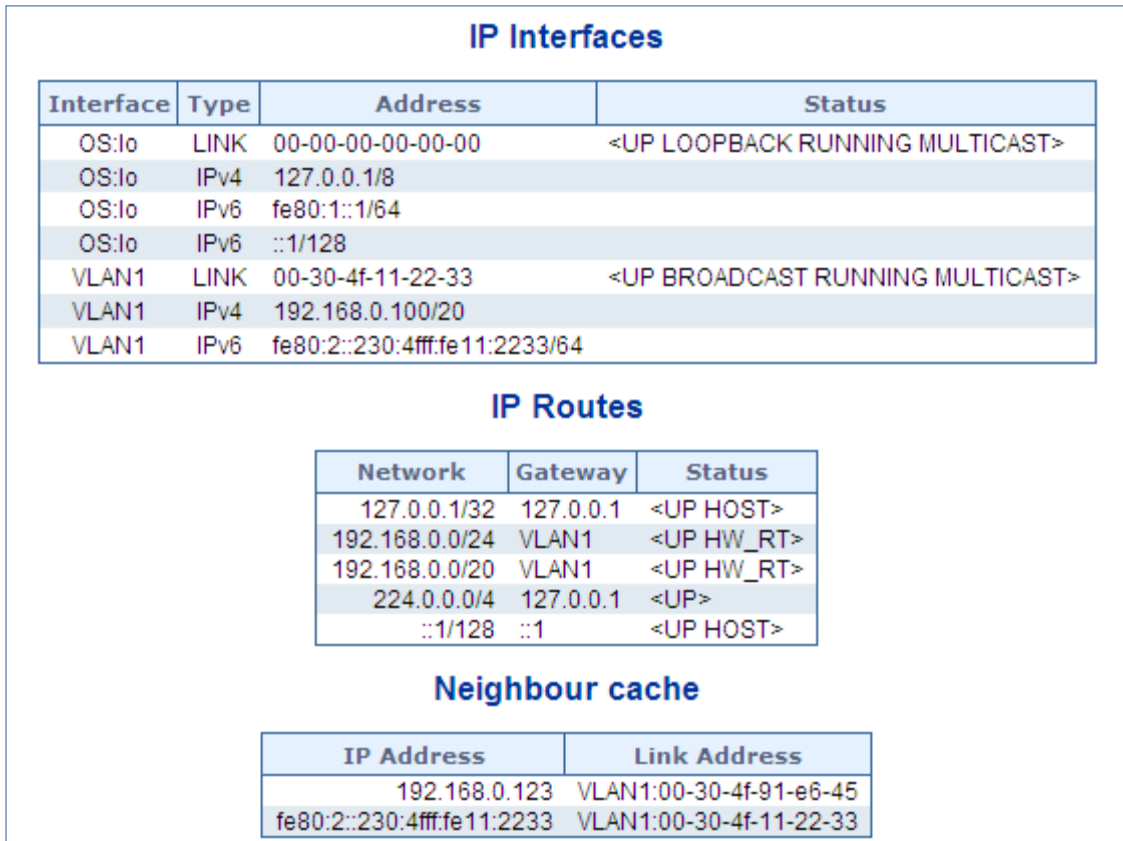 IP Interfaces
Interface Type Address Status
OS:lo LINK 00-00-00-00-00-00 <UP LOOPBACK RUNNING MULTICAST>
OS:lo IPv4 127.0.0.1/8
OS:lo IPv6 fe80:1::1/64
OS:lo IPv6 ::1/128
VLAN1 LINK 00-30-4f-11-22-33 <UP BROADCAST RUNNING MULTICAST>
VLAN1 IPv4 192.168.0.100/20
VLAN1 IPv6 fe80:2::230:4fff:fe11:2233/64
IP Routes
Network Gateway Status
127.0.0.1/32 127.0.0.1 <UP HOST>
192.168.0.0/24 VLAN1 <UP HW_RT>
192.168.0.0/20 VLAN1 <UP HW_RT>
224.0.0.0/4 127.0.0.1 <UP>
::1/128 ::1 <UP HOST>
Neighbour cache
IP Address Link Address
192.168.0.123 VLAN1:00-30-4f-91-e6-45
fe80:2::230:4fff:fe11:2233 VLAN1:00-30-4f-11-22-33